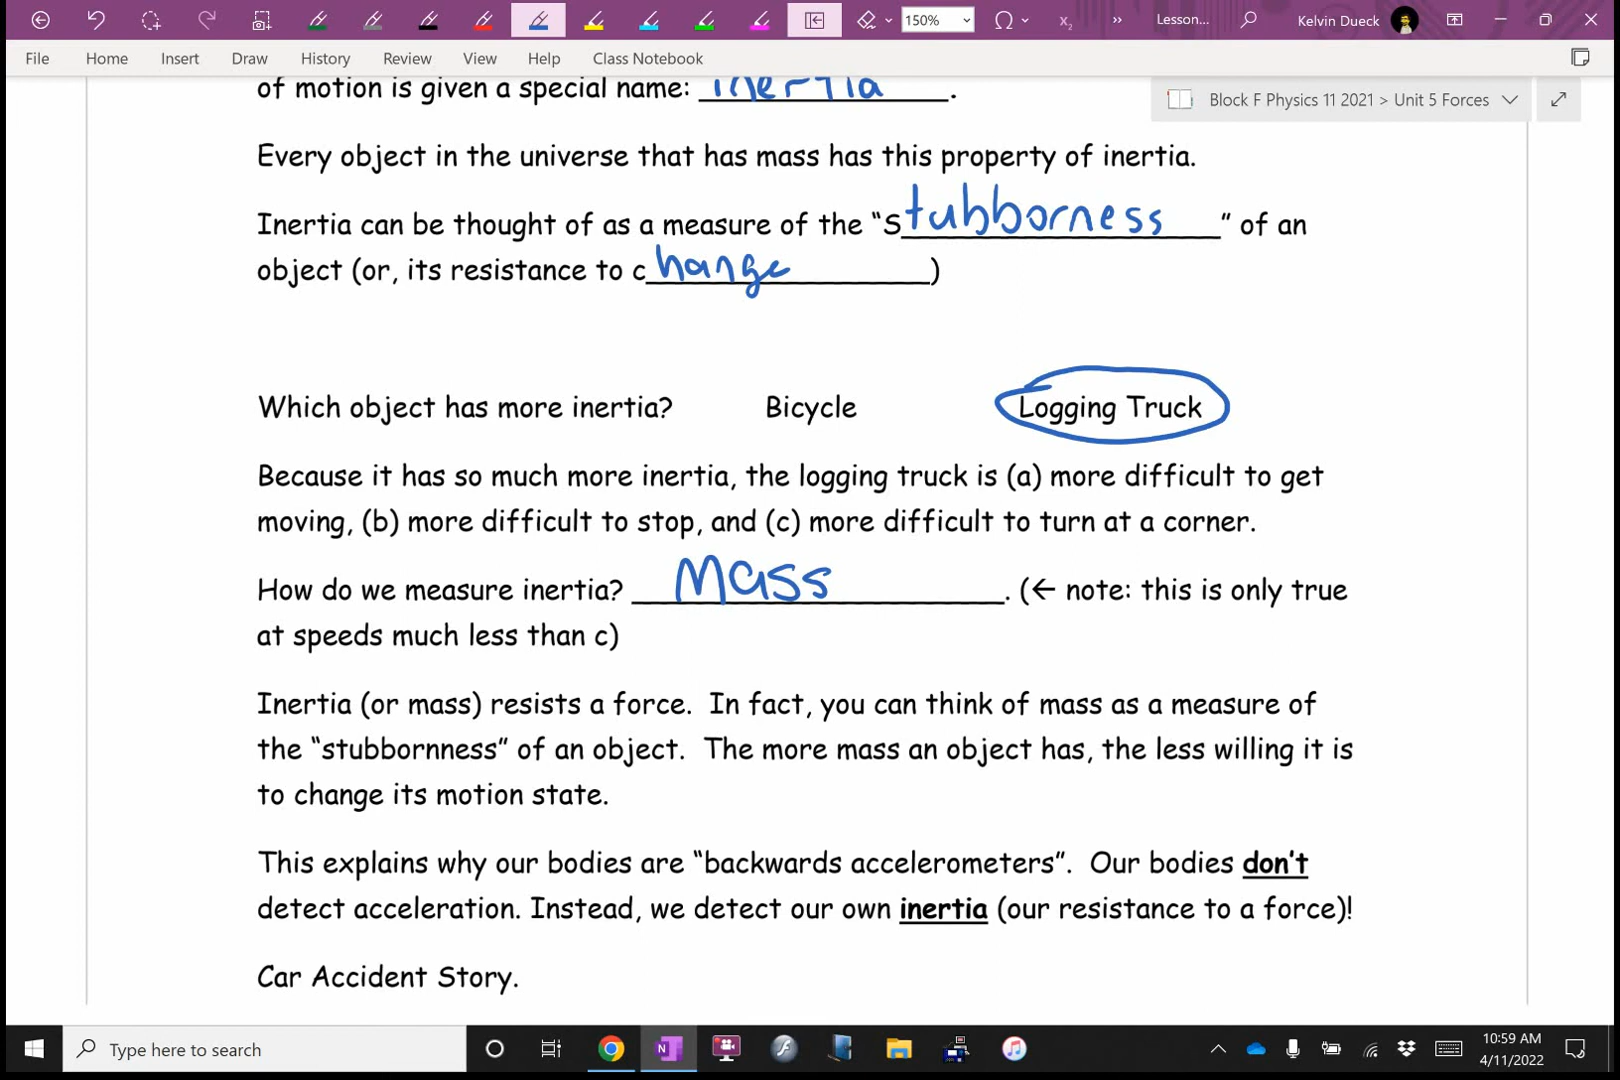 150%
Lesson...
Kelvin Dueck
File Home Insert Draw History Review View Help Class Notebook
of motion is given a special name: inertia.
Block F Physics 11 2021 > Unit 5 Forces
Every object in the universe that has mass has this property of inertia.
Inertia can be thought of as a measure of the “Stubborness” of an
object (or, its resistance to change)
Which object has more inertia? Bicycle Logging Truck
Because it has so much more inertia, the logging truck is (a) more difficult to get
moving, (b) more difficult to stop, and (c) more difficult to turn at a corner.
How do we measure inertia? Mass. (← note: this is only true
at speeds much less than c)
Inertia (or mass) resists a force. In fact, you can think of mass as a measure of
the “stubbornness” of an object. The more mass an object has, the less willing it is
to change its motion state.
This explains why our bodies are “backwards accelerometers”. Our bodies don’t
detect acceleration. Instead, we detect our own inertia (our resistance to a force)!
Car Accident Story.
Type here to search
10:59 AM
4/11/2022